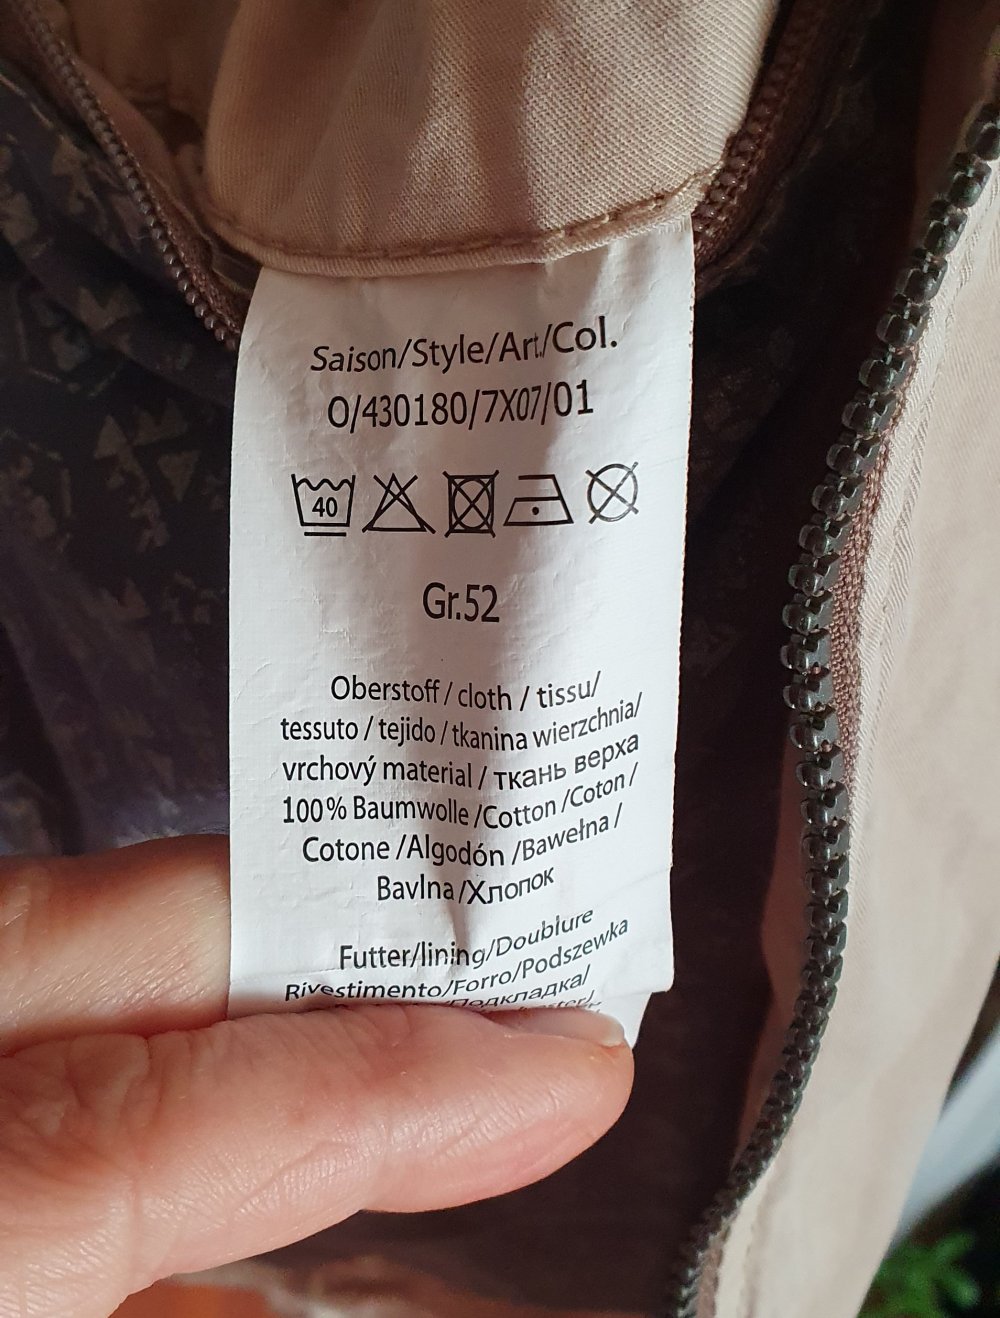 Saison/Style/Art./Col.
O/430180/7X07/01
40
Gr.52
Oberstoff / cloth / tissu/
tessuto / tejido / tkanina wierzchnia/
vrchový material / ткань верха
100% Baumwolle /Cotton /Coton /
Cotone /Algodón /Bawełna /
Bavlna /Хлопок
Futter/lining/Doublure
Rivestimento/Forro/Podszewka
/Подкладка/